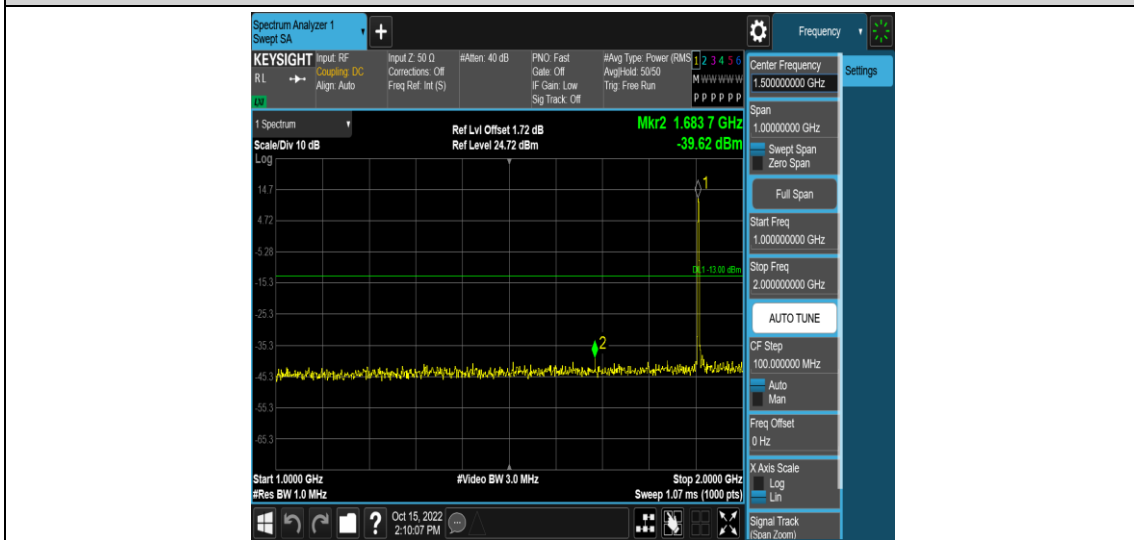 Spectrum Analyzer 1
Swept SA
Frequency
KEYSIGHT
Input: RF
Input Z: 50 Ω
#Atten: 40 dB
PNO: Fast
#Avg Type: Power (RMS
1 2 3 4 5 6
RL
Coupling: DC
Corrections: Off
Gate: Off
Avg|Hold: 50/50
M W W W W W
Align: Auto
Freq Ref: Int (S)
IF Gain: Low
Trig: Free Run
Sig Track: Off
P P P P P P
Center Frequency
1.500000000 GHz
Settings
1 Spectrum
Ref Lvl Offset 1.72 dB
Mkr2 1.683 7 GHz
Scale/Div 10 dB
Ref Level 24.72 dBm
-39.62 dBm
Log
14.7
4.72
-5.28
-15.3
-25.3
-35.3
-45.3
-55.3
-65.3
1
DL1 -13.00 dBm
2
Start 1.0000 GHz
#Video BW 3.0 MHz
Stop 2.0000 GHz
#Res BW 1.0 MHz
Sweep 1.07 ms (1000 pts)
Span
1.00000000 GHz
Swept Span
Zero Span
Full Span
Start Freq
1.000000000 GHz
Stop Freq
2.000000000 GHz
AUTO TUNE
CF Step
100.000000 MHz
Auto
Man
Freq Offset
0 Hz
X Axis Scale
Log
Lin
Signal Track
(Span Zoom)
?
Oct 15, 2022
2:10:07 PM